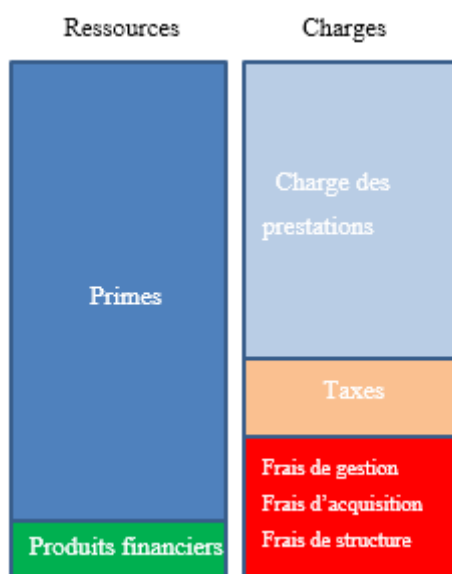 Ressources
Charges
Primes
Produits financiers
Charge des
prestations
Taxes
Frais de gestion
Frais d'acquisition
Frais de structure